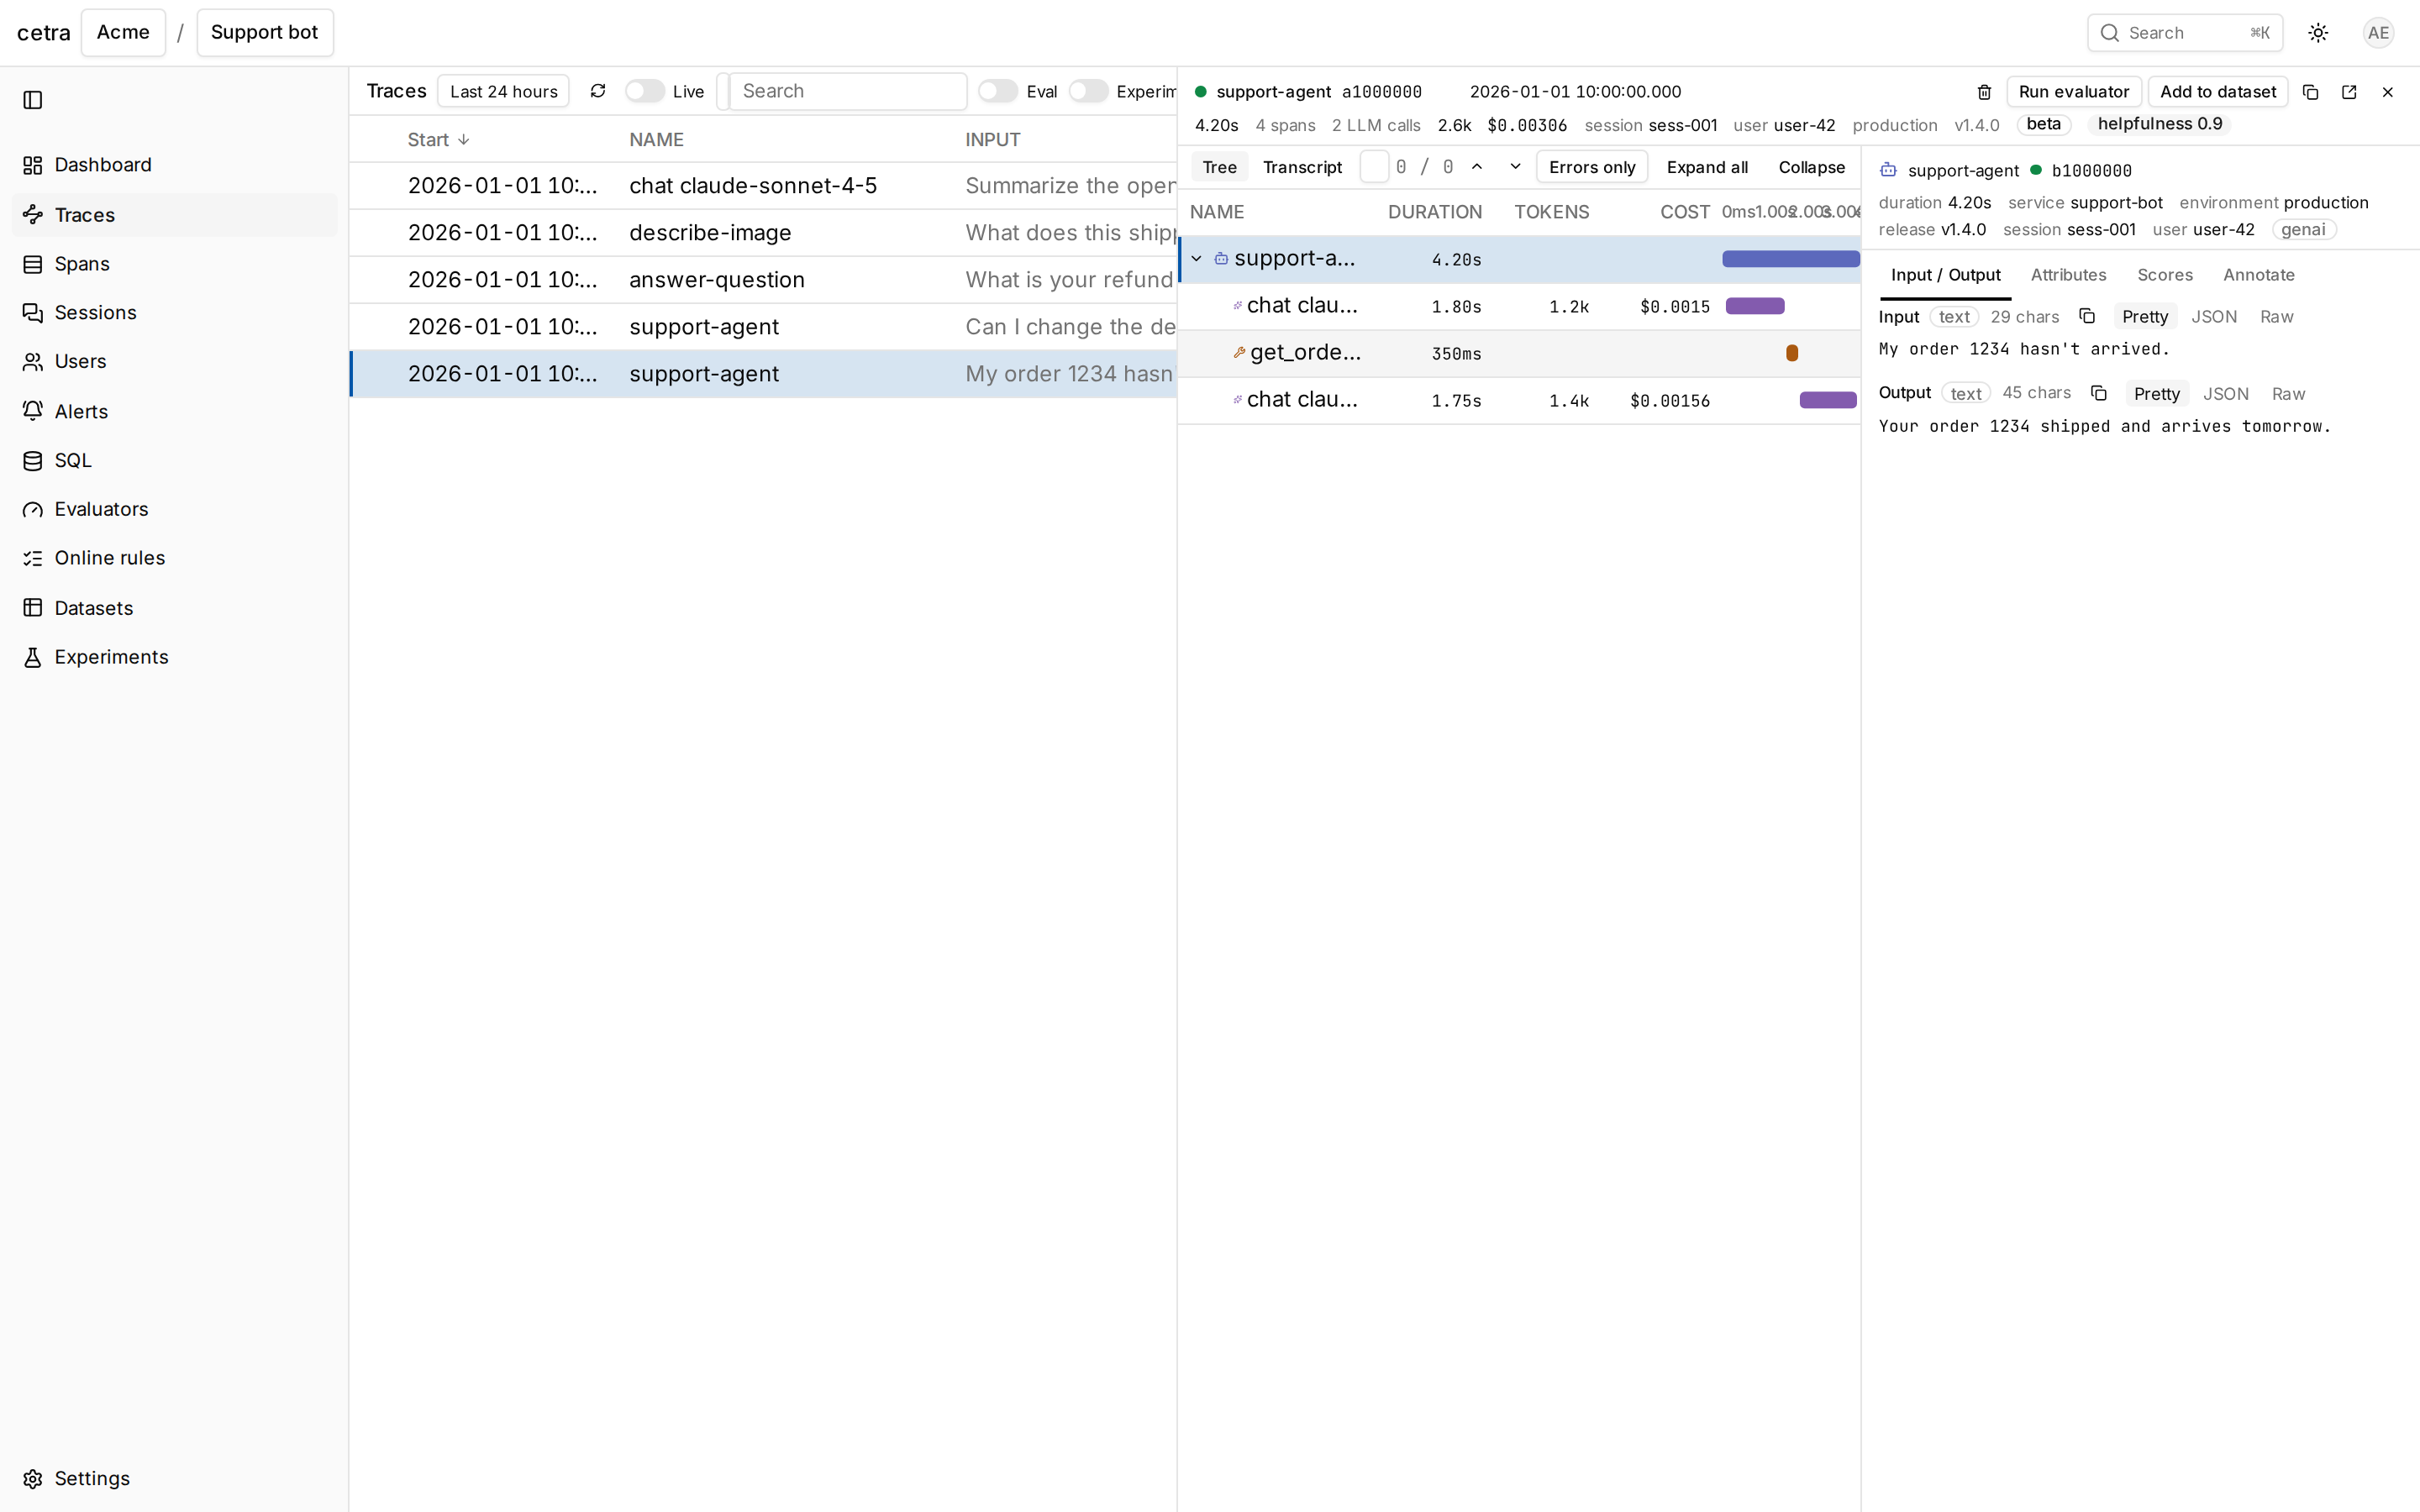 cetra Acme / Support bot Search ⌘K AE
Dashboard
Traces
Spans
Sessions
Users
Alerts
SQL
Evaluators
Online rules
Datasets
Experiments
Settings
Traces Last 24 hours Live Search Eval Experim
Start ↓ NAME INPUT
2026-01-01 10:... chat claude-sonnet-4-5 Summarize the open
2026-01-01 10:... describe-image What does this ship
2026-01-01 10:... answer-question What is your refund
2026-01-01 10:... support-agent Can I change the de
2026-01-01 10:... support-agent My order 1234 hasn'
support-agent a1000000 2026-01-01 10:00:00.000 Run evaluator Add to dataset
4.20s 4 spans 2 LLM calls 2.6k $0.00306 session sess-001 user user-42 production v1.4.0 beta helpfulness 0.9
Tree Transcript 0 / 0 Errors only Expand all Collapse
NAME DURATION TOKENS COST 0ms 1.00s 2.00s 3.00s
support-a... 4.20s
chat clau... 1.80s 1.2k $0.0015
get_orde... 350ms
chat clau... 1.75s 1.4k $0.00156
support-agent b1000000
duration 4.20s service support-bot environment production
release v1.4.0 session sess-001 user user-42 genai
Input / Output Attributes Scores Annotate
Input text 29 chars Pretty JSON Raw
My order 1234 hasn't arrived.
Output text 45 chars Pretty JSON Raw
Your order 1234 shipped and arrives tomorrow.